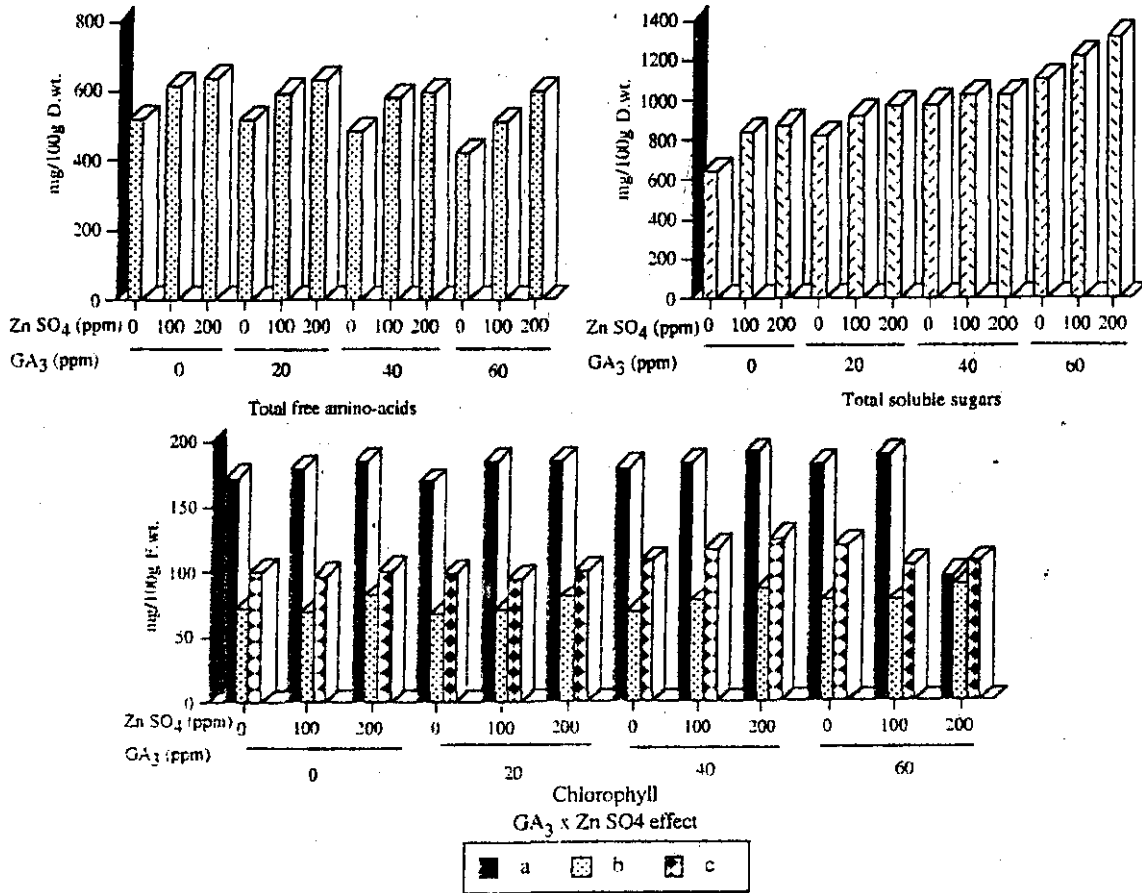 800
600
400
200
0
mg/100g D.wt.
Zn SO4 (ppm) 0 100 200 0 100 200 0 100 200 0 100 200
GA3 (ppm) 0 20 40 60
Total free amino-acids
1400
1200
1000
800
600
400
200
0
mg/100g D.wt.
Zn SO4 (ppm) 0 100 200 0 100 200 0 100 200 0 100 200
GA3 (ppm) 0 20 40 60
Total soluble sugars
200
150
100
50
0
mg/100g F.wt.
Zn SO4 (ppm) 0 100 200 0 100 200 0 100 200 0 100 200
GA3 (ppm) 0 20 40 60
Chlorophyll
GA3 x Zn SO4 effect
a b c